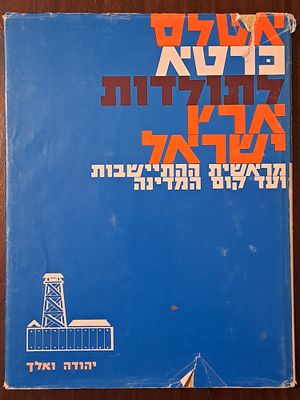 אטלס
כרטא
לתולדות
ארץ
ישראל
מראשית ההתיישבות
ועד קום המדינה
יהודה ואלך